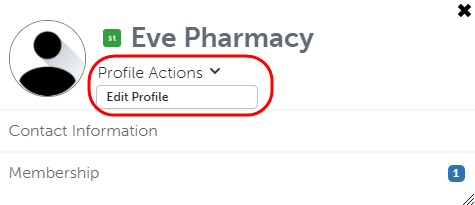 st Eve Pharmacy
Profile Actions
Edit Profile
Contact Information
Membership 1